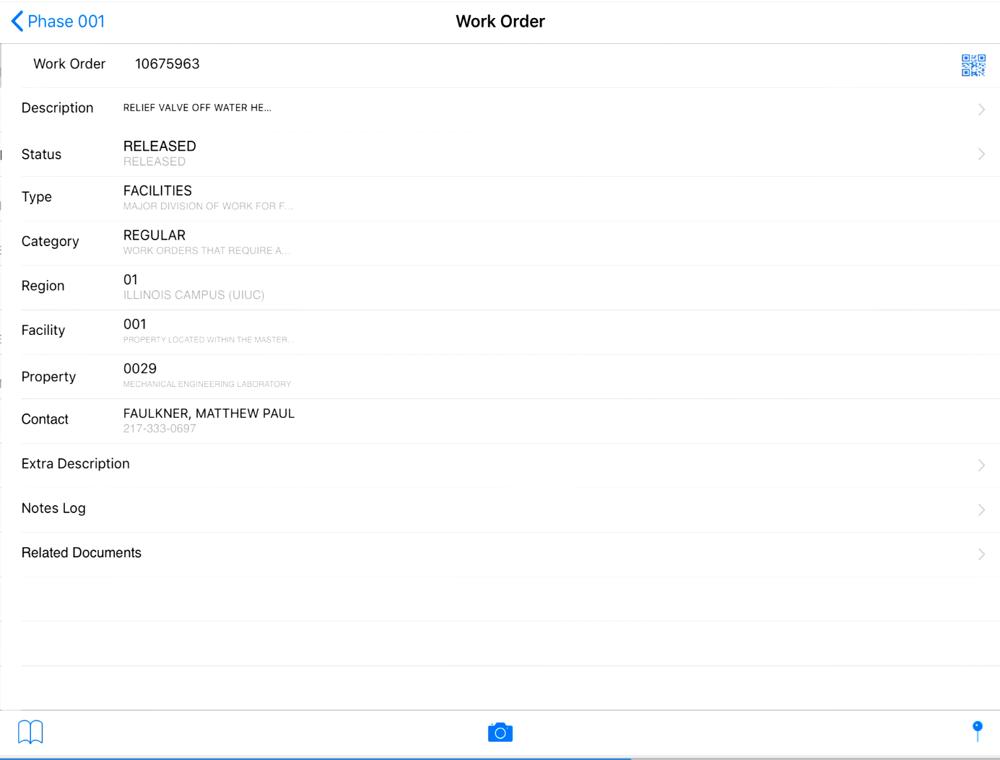 Phase 001
Work Order
Work Order 10675963
Description RELIEF VALVE OFF WATER HE...
Status RELEASED
RELEASED
Type FACILITIES
MAJOR DIVISION OF WORK FOR F...
Category REGULAR
WORK ORDERS THAT REQUIRE A...
Region 01
ILLINOIS CAMPUS (UIUC)
Facility 001
PROPERTY LOCATED WITHIN THE MASTER...
Property 0029
MECHANICAL ENGINEERING LABORATORY
Contact FAULKNER, MATTHEW PAUL
217-333-0697
Extra Description
Notes Log
Related Documents